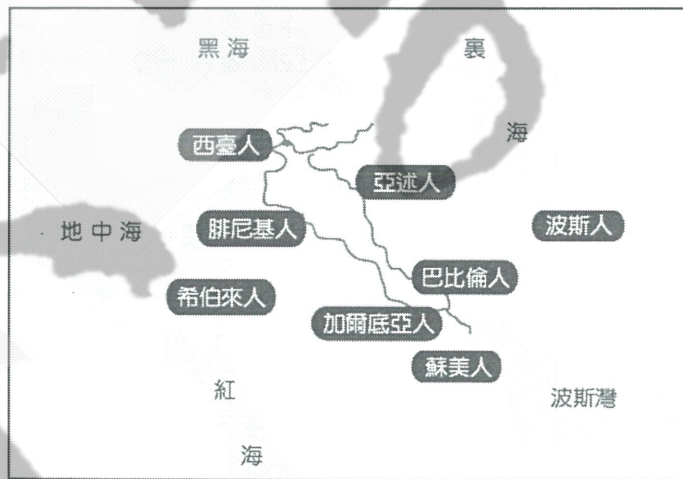 黑海
裏
海
西臺人
亞述人
地中海
腓尼基人
波斯人
希伯來人
巴比倫人
加爾底亞人
蘇美人
紅
海
波斯灣